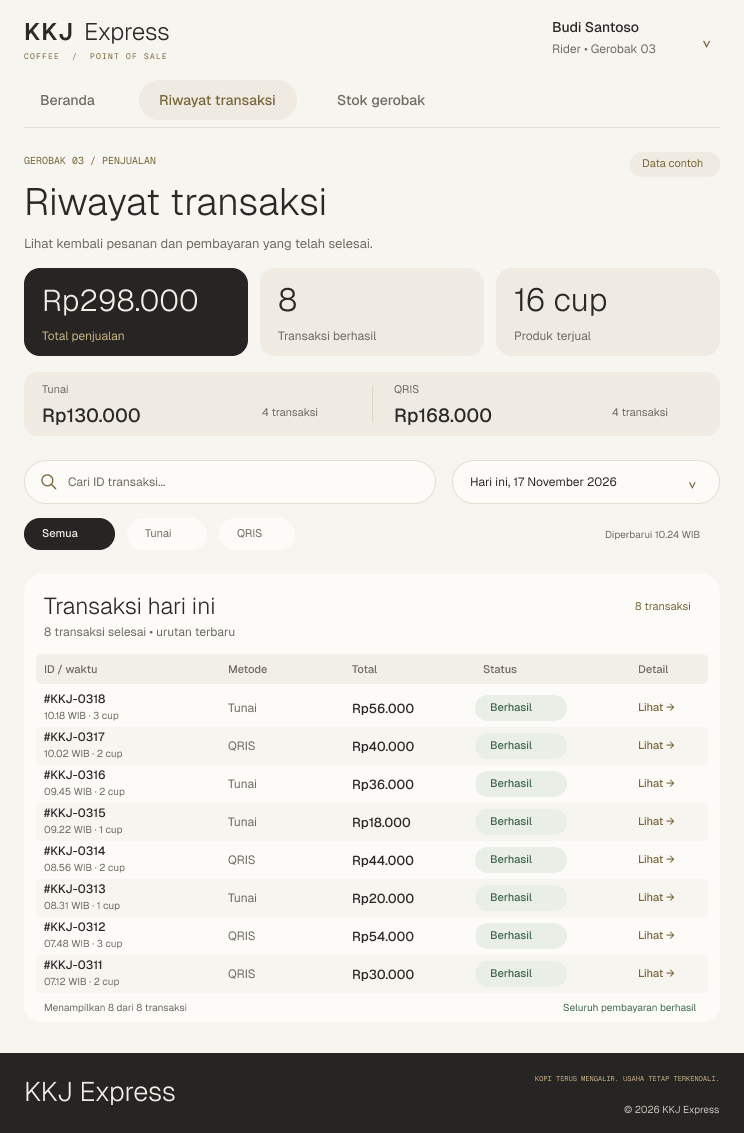 KKJ Express
COFFEE / POINT OF SALE
Budi Santoso
Rider • Gerobak 03
Beranda
Riwayat transaksi
Stok gerobak
GEROBAK 03 / PENJUALAN
Data contoh
Riwayat transaksi
Lihat kembali pesanan dan pembayaran yang telah selesai.
Rp298.000
Total penjualan
8
Transaksi berhasil
16 cup
Produk terjual
Tunai
Rp130.000
4 transaksi
QRIS
Rp168.000
4 transaksi
Cari ID transaksi...
Hari ini, 17 November 2026
Semua
Tunai
QRIS
Diperbarui 10.24 WIB
Transaksi hari ini
8 transaksi
8 transaksi selesai • urutan terbaru
ID / waktu Metode Total Status Detail
#KKJ-0318
10.18 WIB · 3 cup
Tunai Rp56.000 Berhasil Lihat →
#KKJ-0317
10.02 WIB · 2 cup
QRIS Rp40.000 Berhasil Lihat →
#KKJ-0316
09.45 WIB · 2 cup
Tunai Rp36.000 Berhasil Lihat →
#KKJ-0315
09.22 WIB · 1 cup
Tunai Rp18.000 Berhasil Lihat →
#KKJ-0314
08.56 WIB · 2 cup
QRIS Rp44.000 Berhasil Lihat →
#KKJ-0313
08.31 WIB · 1 cup
Tunai Rp20.000 Berhasil Lihat →
#KKJ-0312
07.48 WIB · 3 cup
QRIS Rp54.000 Berhasil Lihat →
#KKJ-0311
07.12 WIB · 2 cup
QRIS Rp30.000 Berhasil Lihat →
Menampilkan 8 dari 8 transaksi
Seluruh pembayaran berhasil
KKJ Express
KOPI TERUS MENGALIR. USAHA TETAP TERKENDALI.
© 2026 KKJ Express